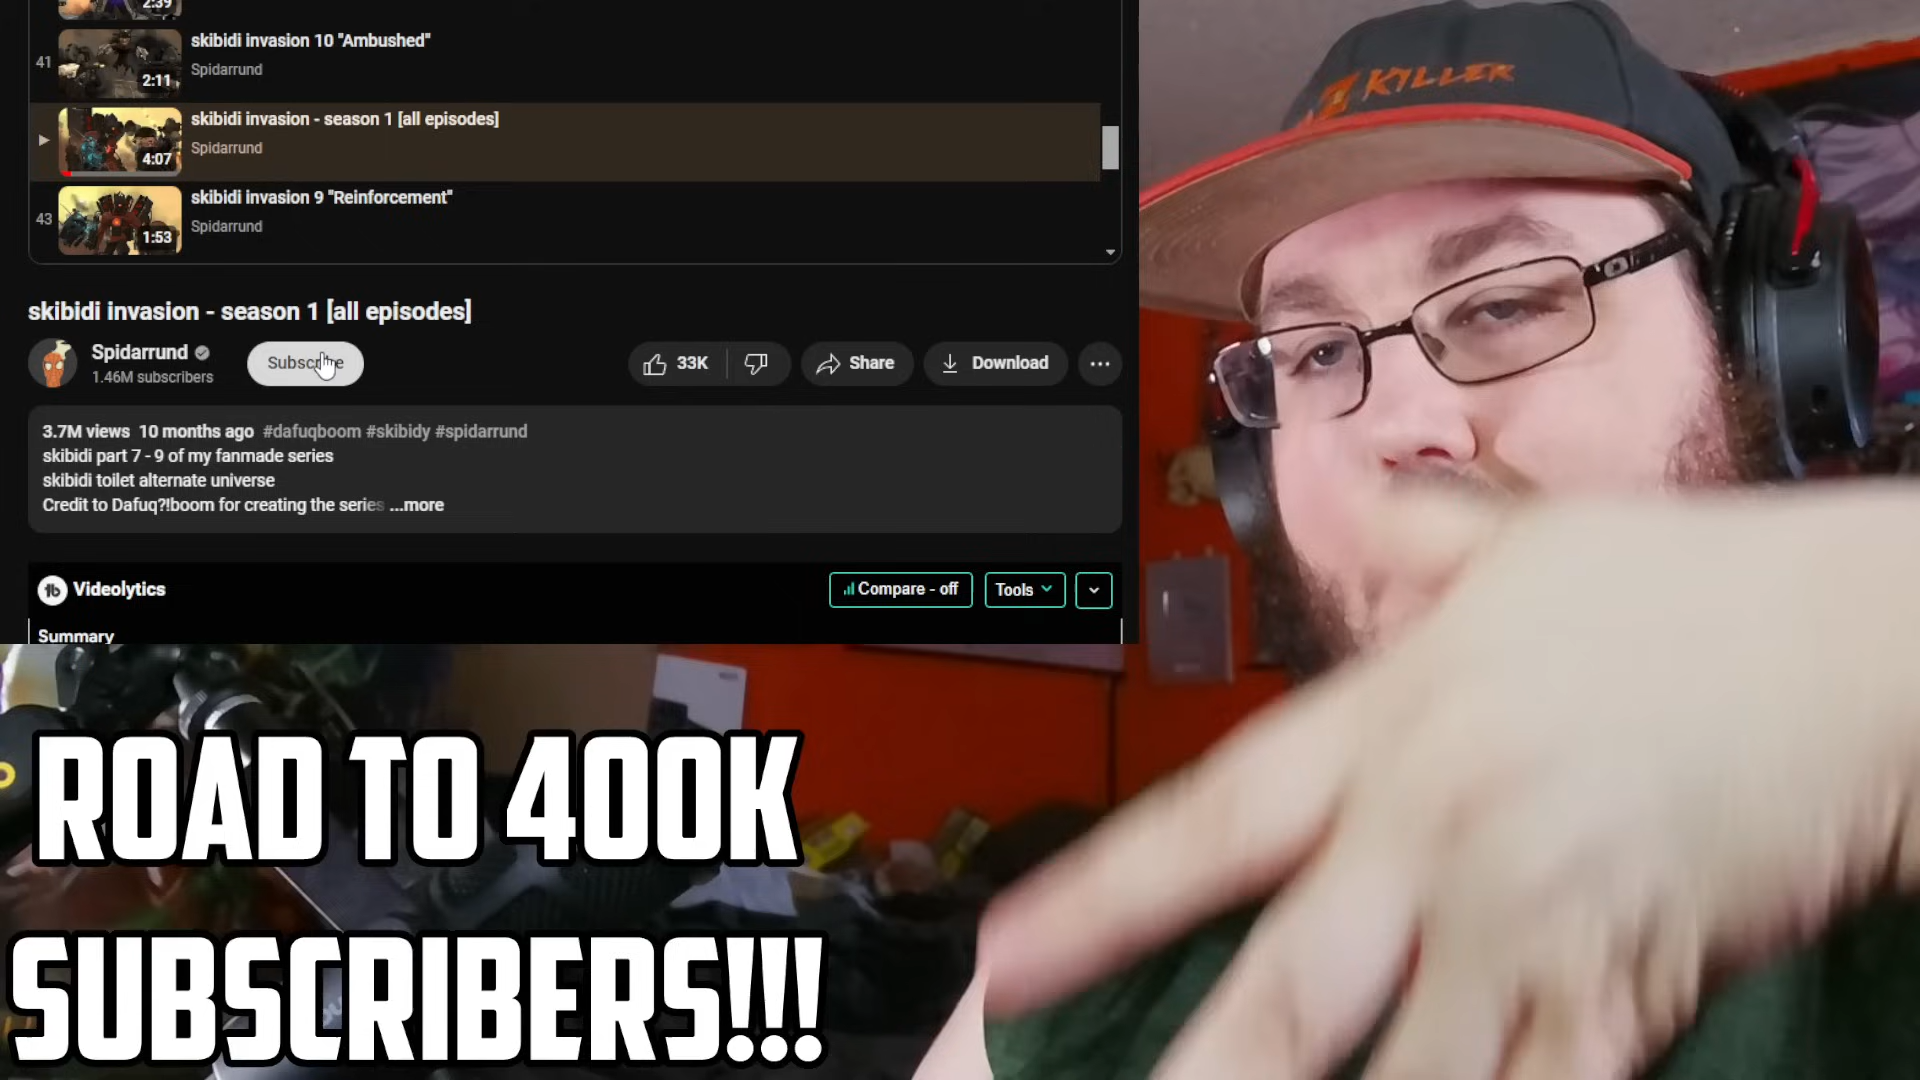 2:39
41
2:11
skibidi invasion 10 "Ambushed"
Spidarrund
4:07
skibidi invasion - season 1 [all episodes]
Spidarrund
43
1:53
skibidi invasion 9 "Reinforcement"
Spidarrund
skibidi invasion - season 1 [all episodes]
Spidarrund
1.46M subscribers
Subscribe
33K
Share
Download
3.7M views 10 months ago #dafuqboom #skibidy #spidarrund
skibidi part 7 - 9 of my fanmade series
skibidi toilet alternate universe
Credit to Dafuq?!boom for creating the series ...more
Videolytics
Compare - off
Tools
Summary
KILLER
ROAD TO 400K
SUBSCRIBERS!!!